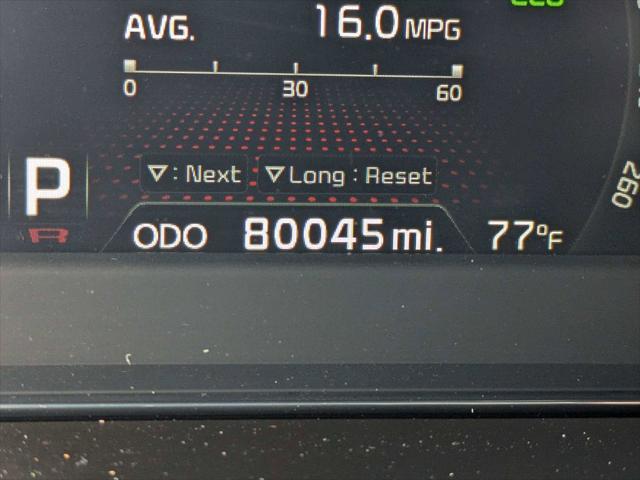 AVG. 16.0 MPG
0 30 60
▽: Next ▽Long : Reset
P
R
ODO 80045 mi. 77°F
260